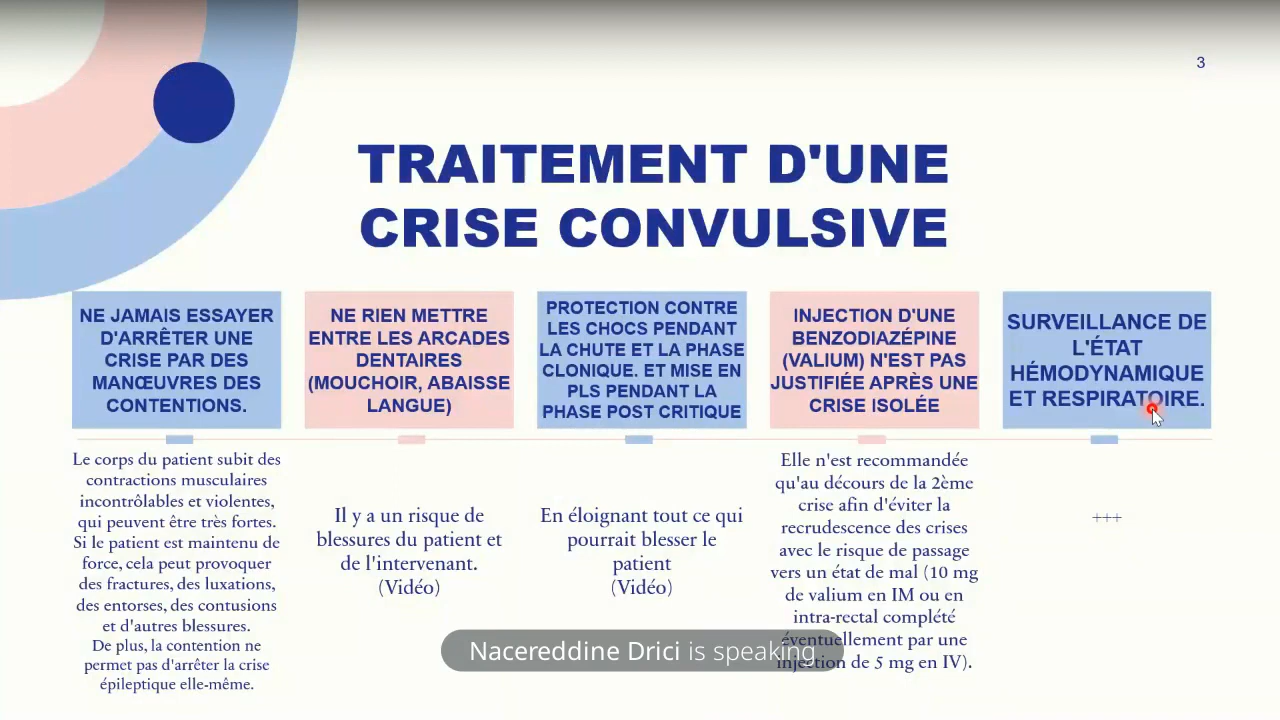 3
TRAITEMENT D'UNE
CRISE CONVULSIVE
NE JAMAIS ESSAYER
D'ARRÊTER UNE
CRISE PAR DES
MANŒUVRES DES
CONTENTIONS.
Le corps du patient subit des
contractions musculaires
incontrôlables et violentes,
qui peuvent être très fortes.
Si le patient est maintenu de
force, cela peut provoquer
des fractures, des luxations,
des entorses, des contusions
et d'autres blessures.
De plus, la contention ne
permet pas d'arrêter la crise
épileptique elle-même.
NE RIEN METTRE
ENTRE LES ARCADES
DENTAIRES
(MOUCHOIR, ABAISSE
LANGUE)
Il y a un risque de
blessures du patient et
de l'intervenant.
(Vidéo)
PROTECTION CONTRE
LES CHOCS PENDANT
LA CHUTE ET LA PHASE
CLONIQUE. ET MISE EN
PLS PENDANT LA
PHASE POST CRITIQUE
En éloignant tout ce qui
pourrait blesser le
patient
(Vidéo)
INJECTION D'UNE
BENZODIAZÉPINE
(VALIUM) N'EST PAS
JUSTIFIÉE APRÈS UNE
CRISE ISOLÉE
Elle n'est recommandée
qu'au décours de la 2ème
crise afin d'éviter la
recrudescence des crises
avec le risque de passage
vers un état de mal (10 mg
de valium en IM ou en
intra-rectal complété
éventuellement par une
injection de 5 mg en IV).
SURVEILLANCE DE
L'ÉTAT
HÉMODYNAMIQUE
ET RESPIRATOIRE.
+++
Nacereddine Drici is speaking